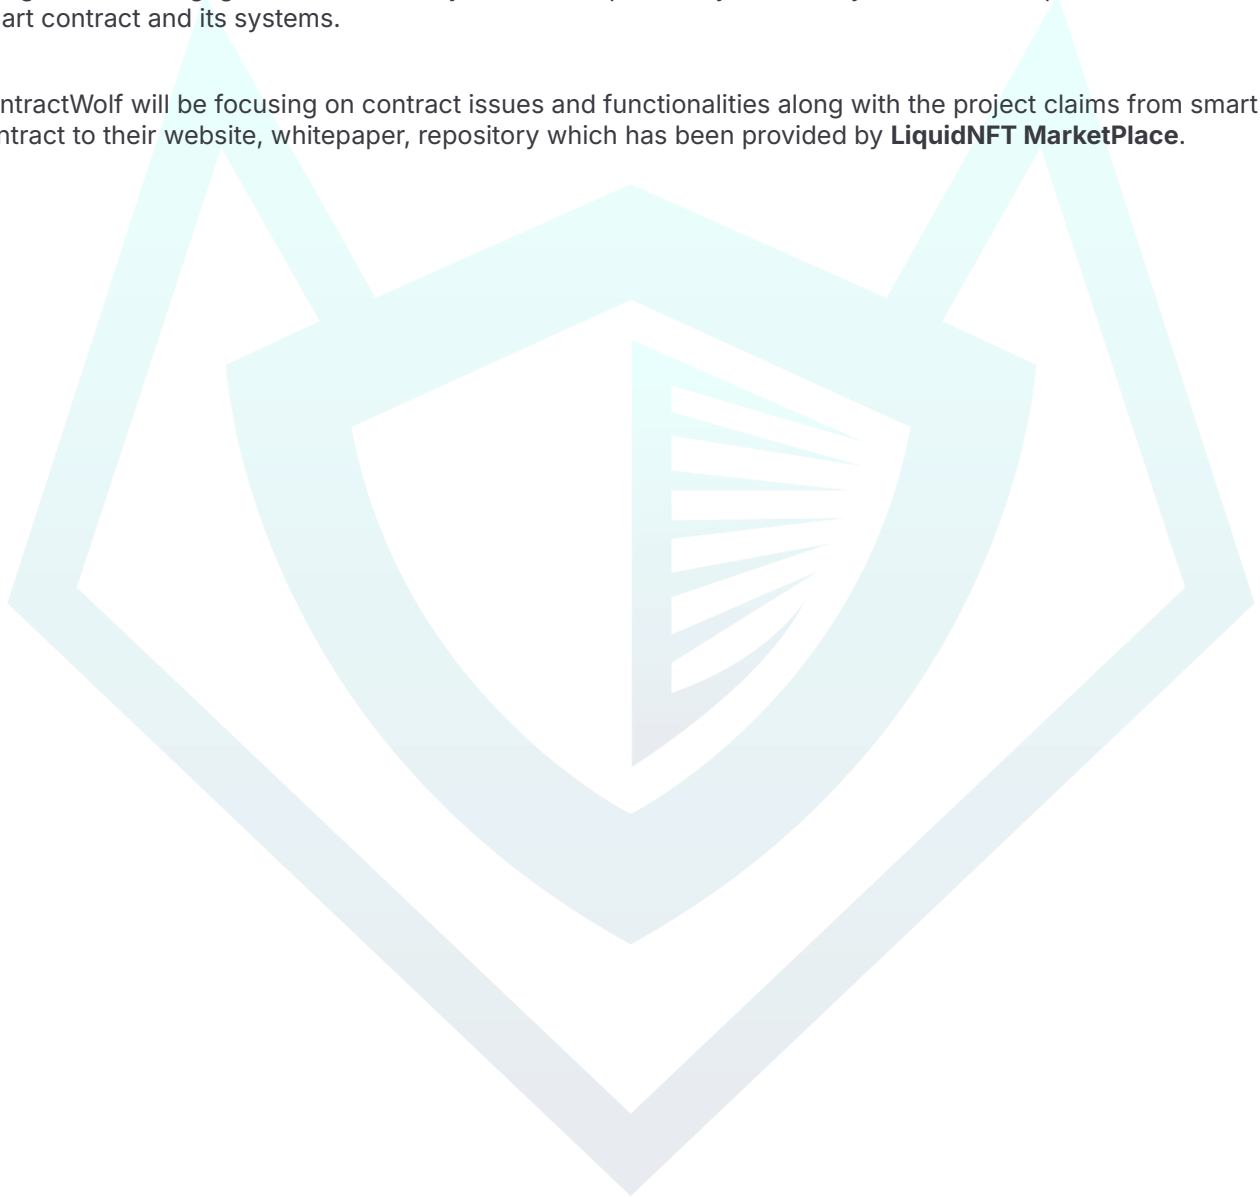 art contract and its systems.
ntractWolf will be focusing on contract issues and functionalities along with the project claims from smart
ntract to their website, whitepaper, repository which has been provided by LiquidNFT MarketPlace.